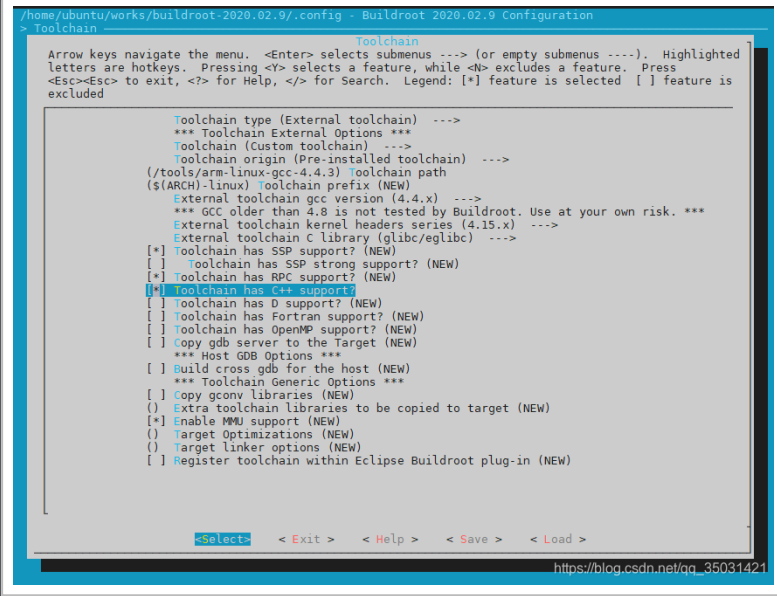 /home/ubuntu/works/buildroot-2020.02.9/.config - Buildroot 2020.02.9 Configuration
> Toolchain
Toolchain
Arrow keys navigate the menu.  <Enter> selects submenus ---> (or empty submenus ----).  Highlighted
letters are hotkeys.  Pressing <Y> selects a feature, while <N> excludes a feature.  Press
<Esc><Esc> to exit, <?> for Help, </> for Search.  Legend: [*] feature is selected  [ ] feature is
excluded
Toolchain type (External toolchain)  --->
*** Toolchain External Options ***
Toolchain (Custom toolchain)  --->
Toolchain origin (Pre-installed toolchain)  --->
(/tools/arm-linux-gcc-4.4.3) Toolchain path
($(ARCH)-linux) Toolchain prefix (NEW)
External toolchain gcc version (4.4.x)  --->
*** GCC older than 4.8 is not tested by Buildroot. Use at your own risk. ***
External toolchain kernel headers series (4.15.x)  --->
External toolchain C library (glibc/eglibc)  --->
[*] Toolchain has SSP support? (NEW)
[ ]   Toolchain has SSP strong support? (NEW)
[*] Toolchain has RPC support? (NEW)
[*] Toolchain has C++ support?
[ ] Toolchain has D support? (NEW)
[ ] Toolchain has Fortran support? (NEW)
[ ] Toolchain has OpenMP support? (NEW)
[ ] Copy gdb server to the Target (NEW)
*** Host GDB Options ***
[ ] Build cross gdb for the host (NEW)
*** Toolchain Generic Options ***
[ ] Copy gconv libraries (NEW)
() Extra toolchain libraries to be copied to target (NEW)
[*] Enable MMU support (NEW)
() Target Optimizations (NEW)
() Target linker options (NEW)
[ ] Register toolchain within Eclipse Buildroot plug-in (NEW)
<Select>    < Exit >    < Help >    < Save >    < Load >
https://blog.csdn.net/qq_35031421